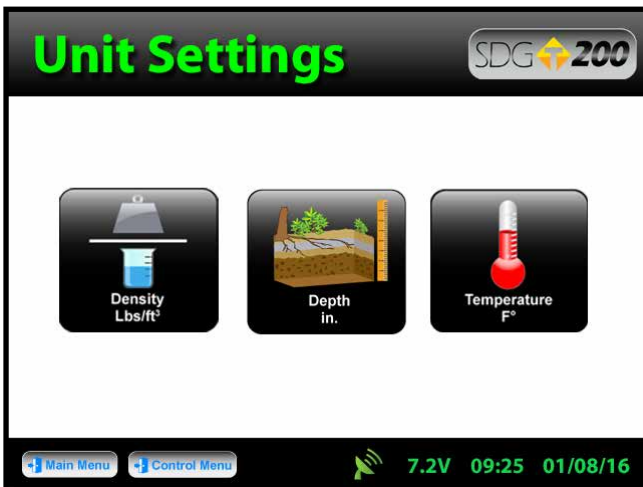 Unit Settings
SDG T 200
Density
Lbs/ft³
Depth
in.
Temperature
F°
Main Menu
Control Menu
7.2V 09:25 01/08/16